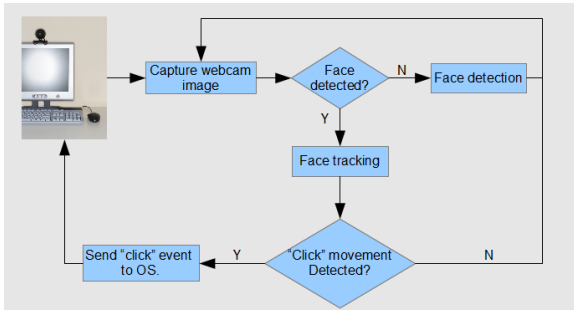 Capture webcam
image
Face
detected?
N
Face detection
Y
Face tracking
"Click" movement
Detected?
N
Y
Send "click" event
to OS.